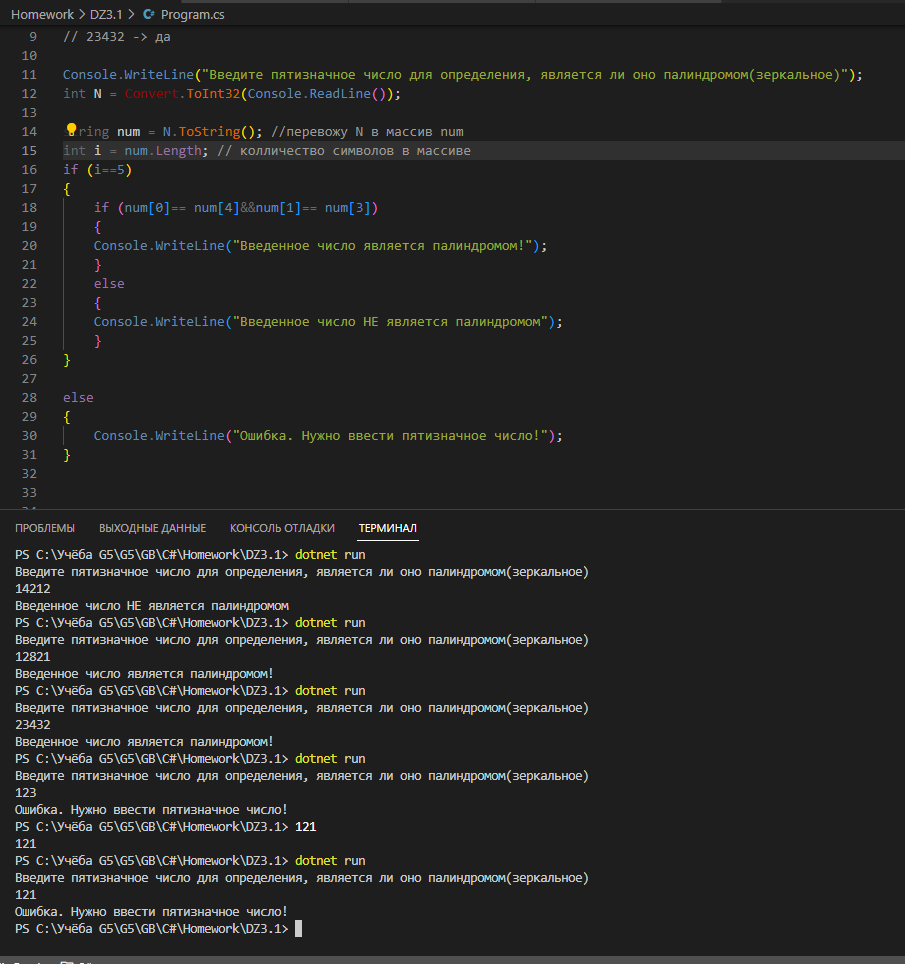 Homework > DZ3.1 > Program.cs
9 // 23432 -> да
10
11 Console.WriteLine("Введите пятизначное число для определения, является ли оно палиндромом(зеркальное)");
12 int N = Convert.ToInt32(Console.ReadLine());
13
14 ring num = N.ToString(); //перевожу N в массив num
15 int i = num.Length; // колличество символов в массиве
16 if (i==5)
17 {
18 if (num[0]== num[4]&&num[1]== num[3])
19 {
20 Console.WriteLine("Введенное число является палиндромом!");
21 }
22 else
23 {
24 Console.WriteLine("Введенное число НЕ является палиндромом");
25 }
26 }
27
28 else
29 {
30 Console.WriteLine("Ошибка. Нужно ввести пятизначное число!");
31 }
32
33
ПРОБЛЕМЫ ВЫХОДНЫЕ ДАННЫЕ КОНСОЛЬ ОТЛАДКИ ТЕРМИНАЛ
PS C:\Учёба G5\G5\GB\C#\Homework\DZ3.1> dotnet run
Введите пятизначное число для определения, является ли оно палиндромом(зеркальное)
14212
Введенное число НЕ является палиндромом
PS C:\Учёба G5\G5\GB\C#\Homework\DZ3.1> dotnet run
Введите пятизначное число для определения, является ли оно палиндромом(зеркальное)
12821
Введенное число является палиндромом!
PS C:\Учёба G5\G5\GB\C#\Homework\DZ3.1> dotnet run
Введите пятизначное число для определения, является ли оно палиндромом(зеркальное)
23432
Введенное число является палиндромом!
PS C:\Учёба G5\G5\GB\C#\Homework\DZ3.1> dotnet run
Введите пятизначное число для определения, является ли оно палиндромом(зеркальное)
123
Ошибка. Нужно ввести пятизначное число!
PS C:\Учёба G5\G5\GB\C#\Homework\DZ3.1> 121
121
PS C:\Учёба G5\G5\GB\C#\Homework\DZ3.1> dotnet run
Введите пятизначное число для определения, является ли оно палиндромом(зеркальное)
121
Ошибка. Нужно ввести пятизначное число!
PS C:\Учёба G5\G5\GB\C#\Homework\DZ3.1>